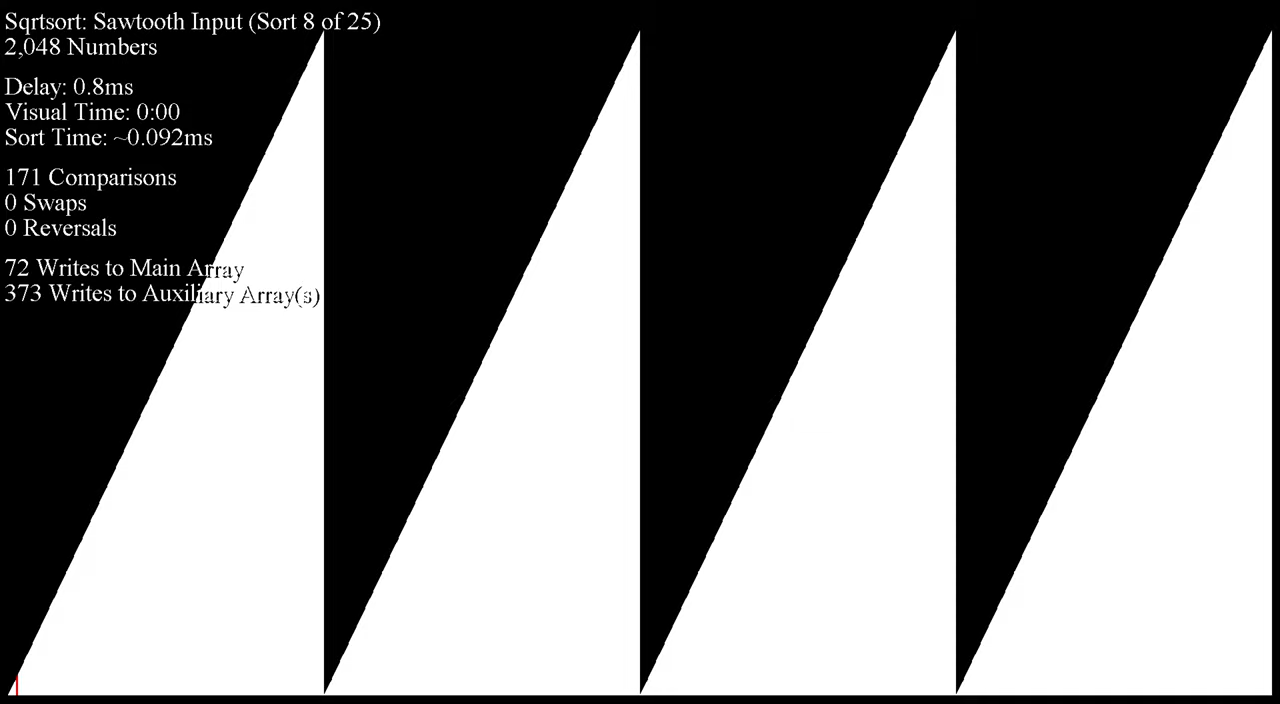 Sqrtsort: Sawtooth Input (Sort 8 of 25)
2,048 Numbers
Delay: 0.8ms
Visual Time: 0:00
Sort Time: ~0.092ms
171 Comparisons
0 Swaps
0 Reversals
72 Writes to Main Array
373 Writes to Auxiliary Array(s)